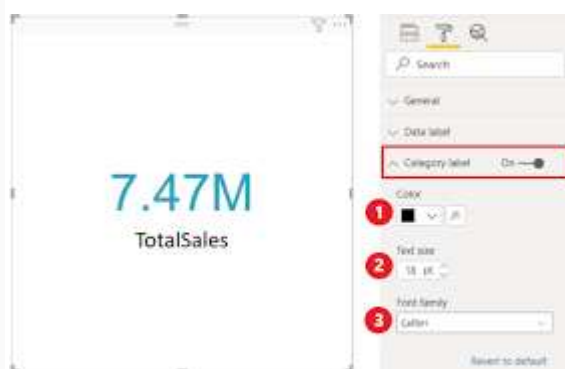 7.47M
TotalSales
Search
General
Data label
Category label On
Color
1
Text size
2
18 pt
Font family
3
Calibri
Revert to default